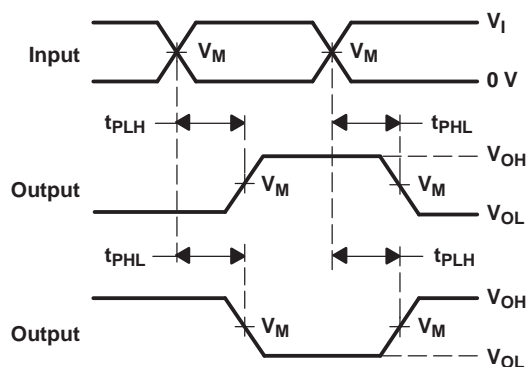 V_I
Input V_M V_M
0 V
t_PLH t_PHL
V_OH
Output V_M V_M
V_OL
t_PHL t_PLH
V_OH
Output V_M V_M
V_OL